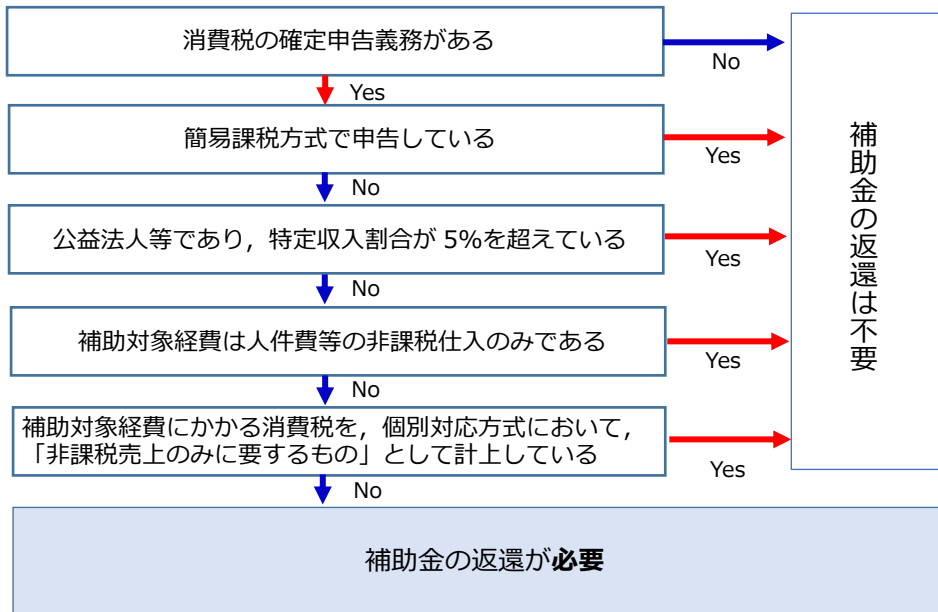 消費税の確定申告義務がある
No
Yes
簡易課税方式で申告している
Yes
No
公益法人等であり，特定収入割合が 5%を超えている
Yes
No
補助対象経費は人件費等の非課税仕入のみである
Yes
No
補助対象経費にかかる消費税を，個別対応方式において，
「非課税売上のみに要するもの」として計上している
Yes
No
補助金の返還は不要
補助金の返還が必要